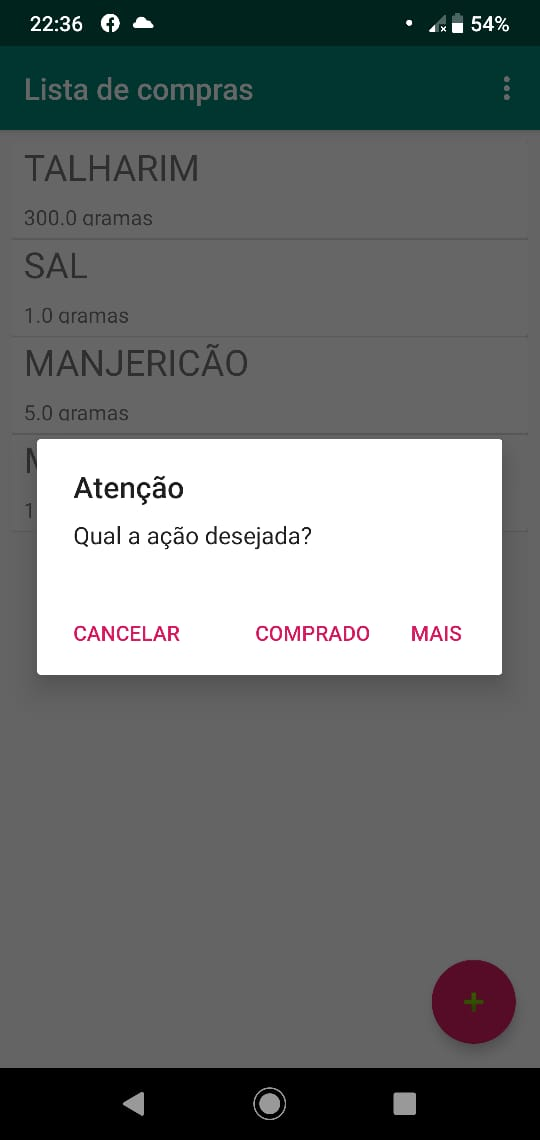 22:36 54%
Lista de compras
TALHARIM
300.0 gramas
SAL
1.0 gramas
MANJERICÃO
5.0 gramas
Atenção
Qual a ação desejada?
CANCELAR COMPRADO MAIS